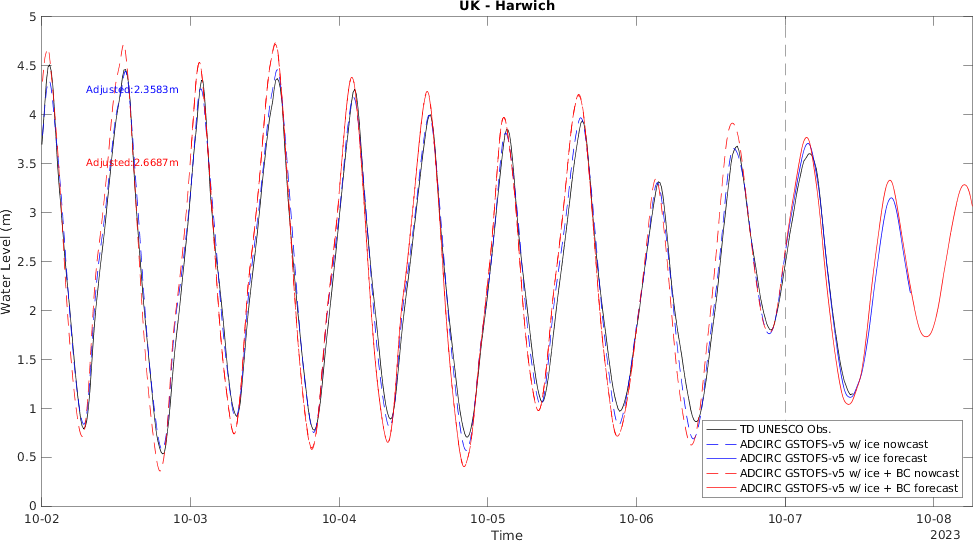 UK - Harwich
5
4.5
4
3.5
3
2.5
2
1.5
1
0.5
0
Water Level (m)
Adjusted:2.3583m
Adjusted:2.6687m
TD UNESCO Obs.
ADCIRC GSTOFS-v5 w/ ice nowcast
ADCIRC GSTOFS-v5 w/ ice forecast
ADCIRC GSTOFS-v5 w/ ice + BC nowcast
ADCIRC GSTOFS-v5 w/ ice + BC forecast
10-02 10-03 10-04 10-05 10-06 10-07 10-08
Time
2023